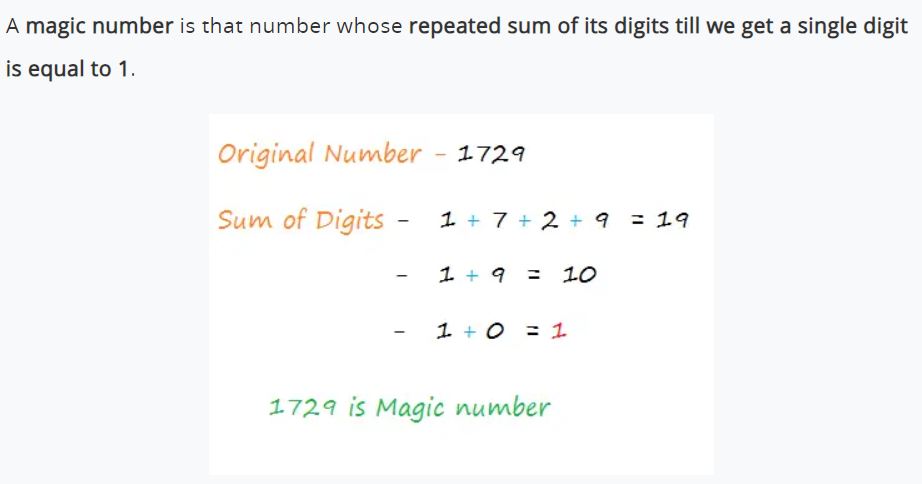 A magic number is that number whose repeated sum of its digits till we get a single digit
is equal to 1.
Original Number - 1729
Sum of Digits - 1 + 7 + 2 + 9 = 19
- 1 + 9 = 10
- 1 + 0 = 1
1729 is Magic number